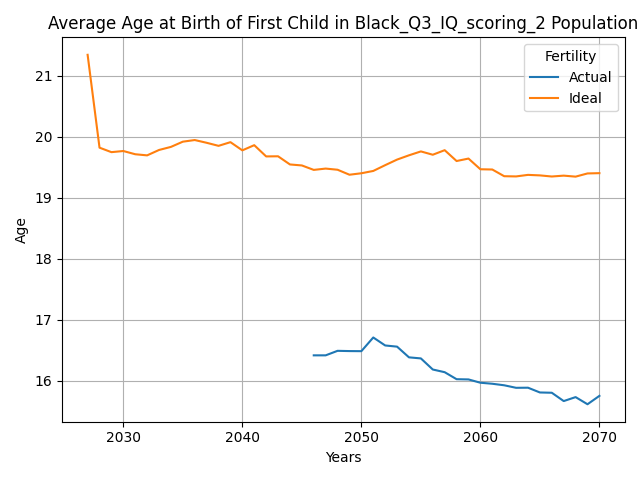 Average Age at Birth of First Child in Black_Q3_IQ_scoring_2 Population
Fertility
Actual
Ideal
Age
21
20
19
18
17
16
2030
2040
2050
2060
2070
Years